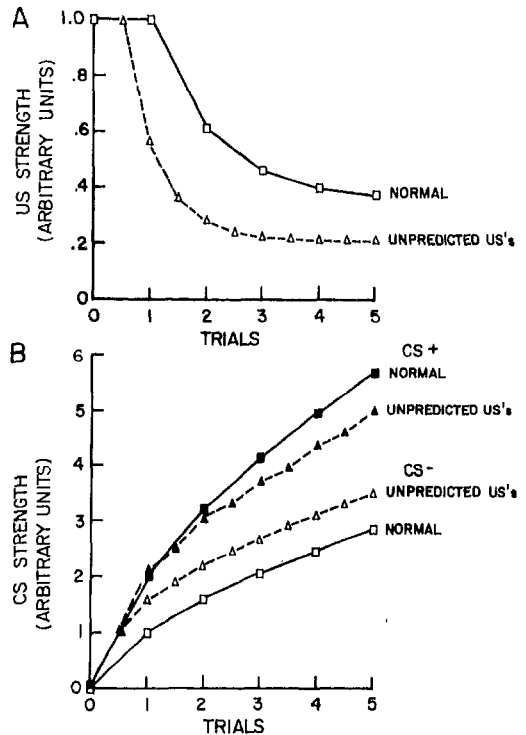 A
US STRENGTH
(ARBITRARY UNITS)
1.0
.8
.6
.4
.2
0
1
2
3
4
5
TRIALS
NORMAL
UNPREDICTED US's
B
CS STRENGTH
(ARBITRARY UNITS)
6
5
4
3
2
1
0
0
1
2
3
4
5
TRIALS
CS+
NORMAL
UNPREDICTED US's
CS-
UNPREDICTED US's
NORMAL